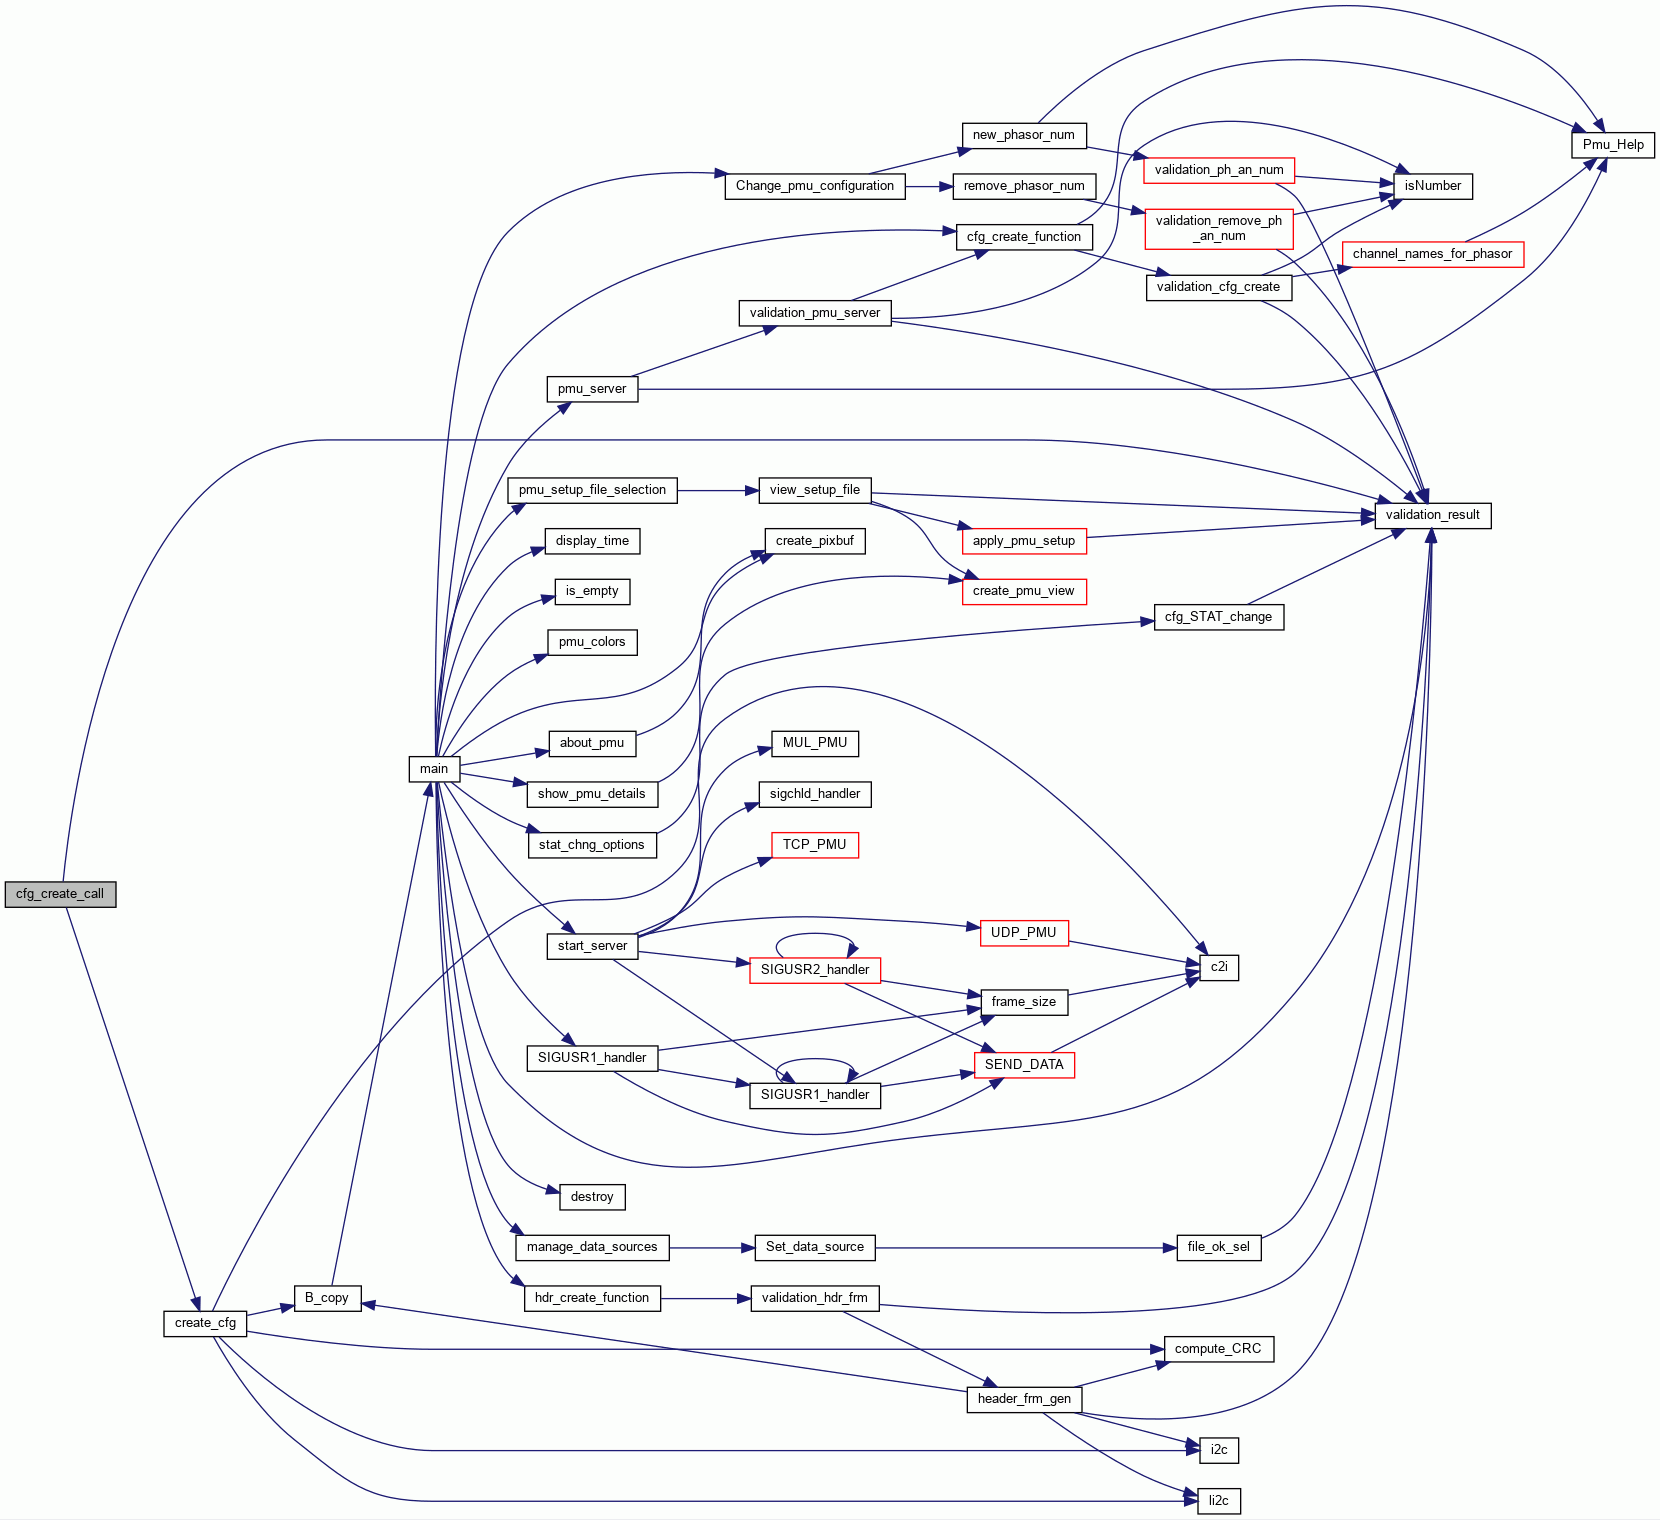 new_phasor_num
Pmu_Help
validation_ph_an_num
Change_pmu_configuration
remove_phasor_num
isNumber
validation_remove_ph
_an_num
cfg_create_function
channel_names_for_phasor
validation_cfg_create
validation_pmu_server
pmu_server
pmu_setup_file_selection
view_setup_file
validation_result
display_time
create_pixbuf
apply_pmu_setup
is_empty
create_pmu_view
cfg_STAT_change
pmu_colors
about_pmu
MUL_PMU
main
show_pmu_details
sigchld_handler
stat_chng_options
TCP_PMU
cfg_create_call
UDP_PMU
start_server
SIGUSR2_handler
c2i
frame_size
SIGUSR1_handler
SEND_DATA
SIGUSR1_handler
destroy
manage_data_sources
Set_data_source
file_ok_sel
B_copy
hdr_create_function
validation_hdr_frm
create_cfg
compute_CRC
header_frm_gen
i2c
li2c